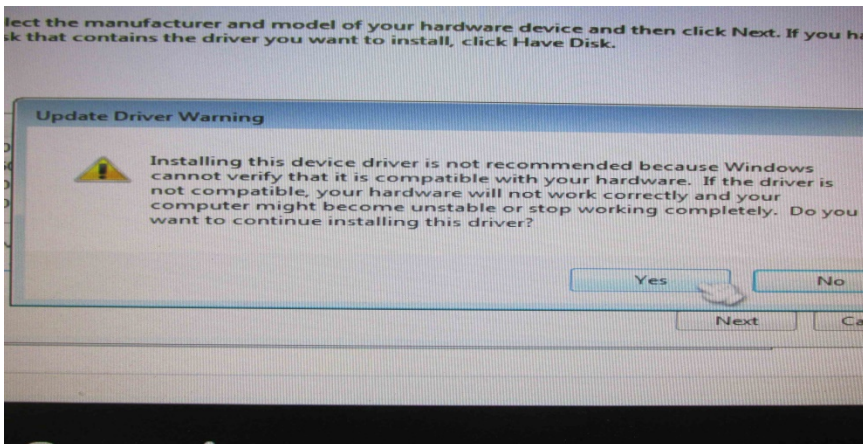 lect the manufacturer and model of your hardware device and then click Next. If you ha
sk that contains the driver you want to install, click Have Disk.
Update Driver Warning
Installing this device driver is not recommended because Windows
cannot verify that it is compatible with your hardware. If the driver is
not compatible, your hardware will not work correctly and your
computer might become unstable or stop working completely. Do you
want to continue installing this driver?
Yes No
Next Ca